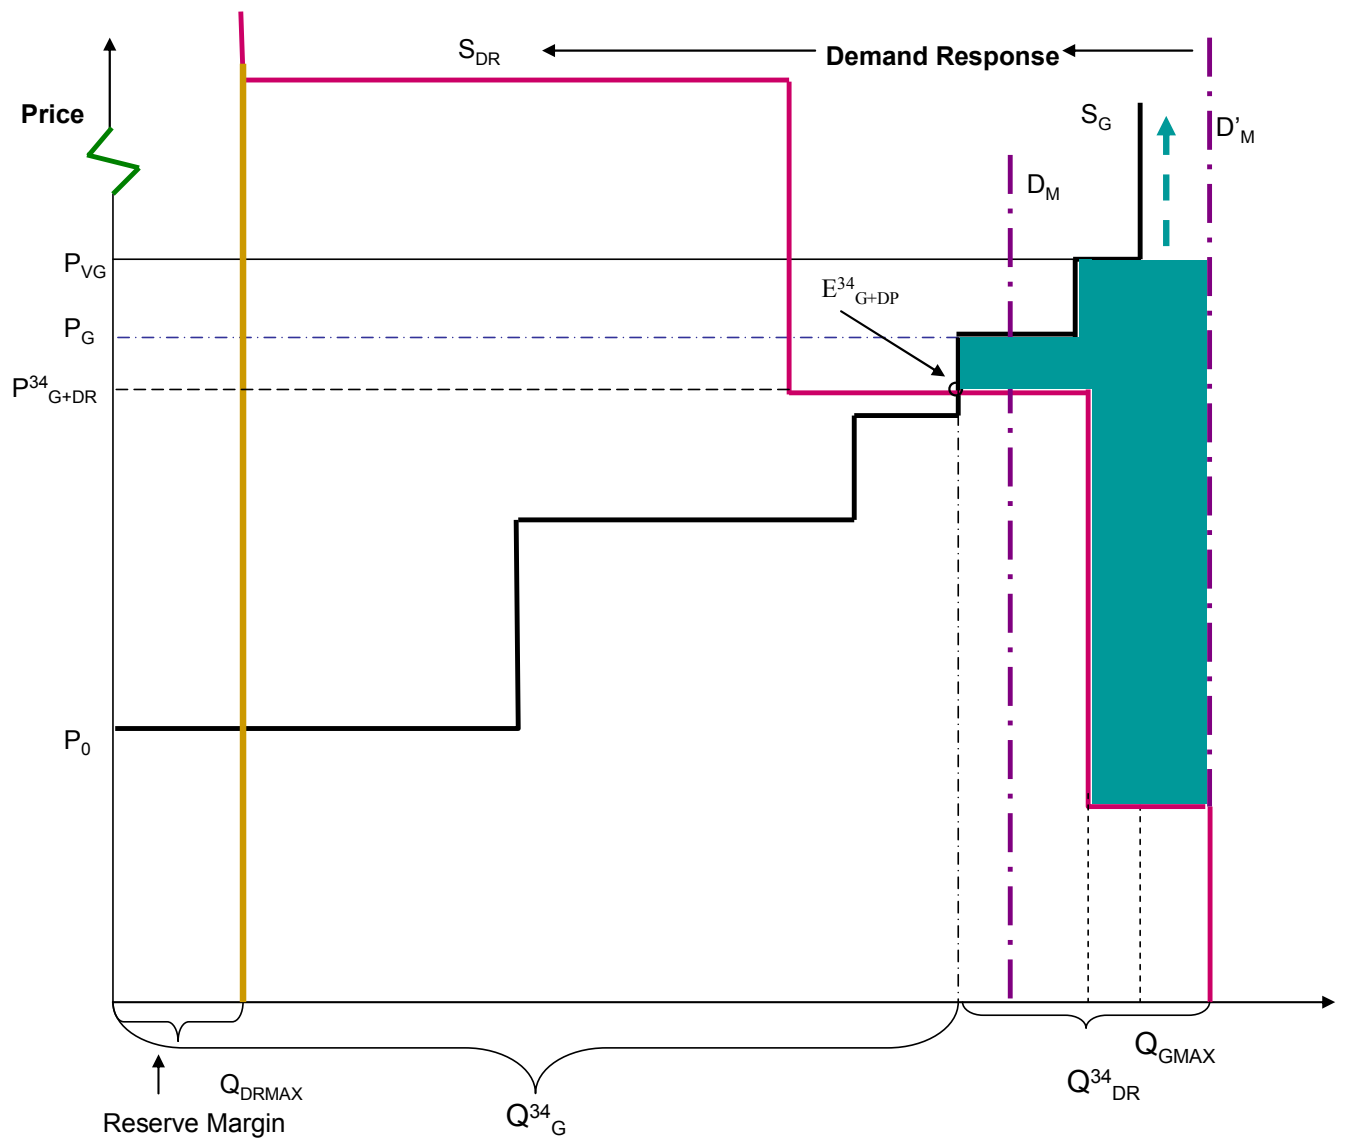 S_DR
Demand Response
Price
S_G
D'_M
D_M
P_VG
E^34_G+DP
P_G
P^34_G+DR
P_0
Q_GMAX
Q_DRMAX
Q^34_DR
Reserve Margin
Q^34_G